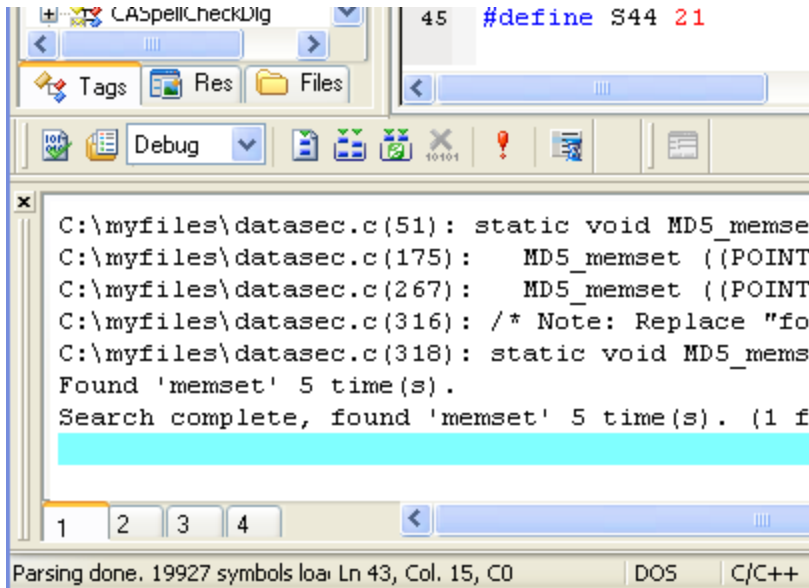 CASpellCheckDlg
45 #define S44 21
Tags Res Files
Debug
C:\myfiles\datasec.c(51): static void MD5_memse
C:\myfiles\datasec.c(175):   MD5_memset ((POINT
C:\myfiles\datasec.c(267):   MD5_memset ((POINT
C:\myfiles\datasec.c(316): /* Note: Replace "fo
C:\myfiles\datasec.c(318): static void MD5_mems
Found 'memset' 5 time(s).
Search complete, found 'memset' 5 time(s). (1 f
1 2 3 4
Parsing done. 19927 symbols loa Ln 43, Col. 15, C0 DOS C/C++